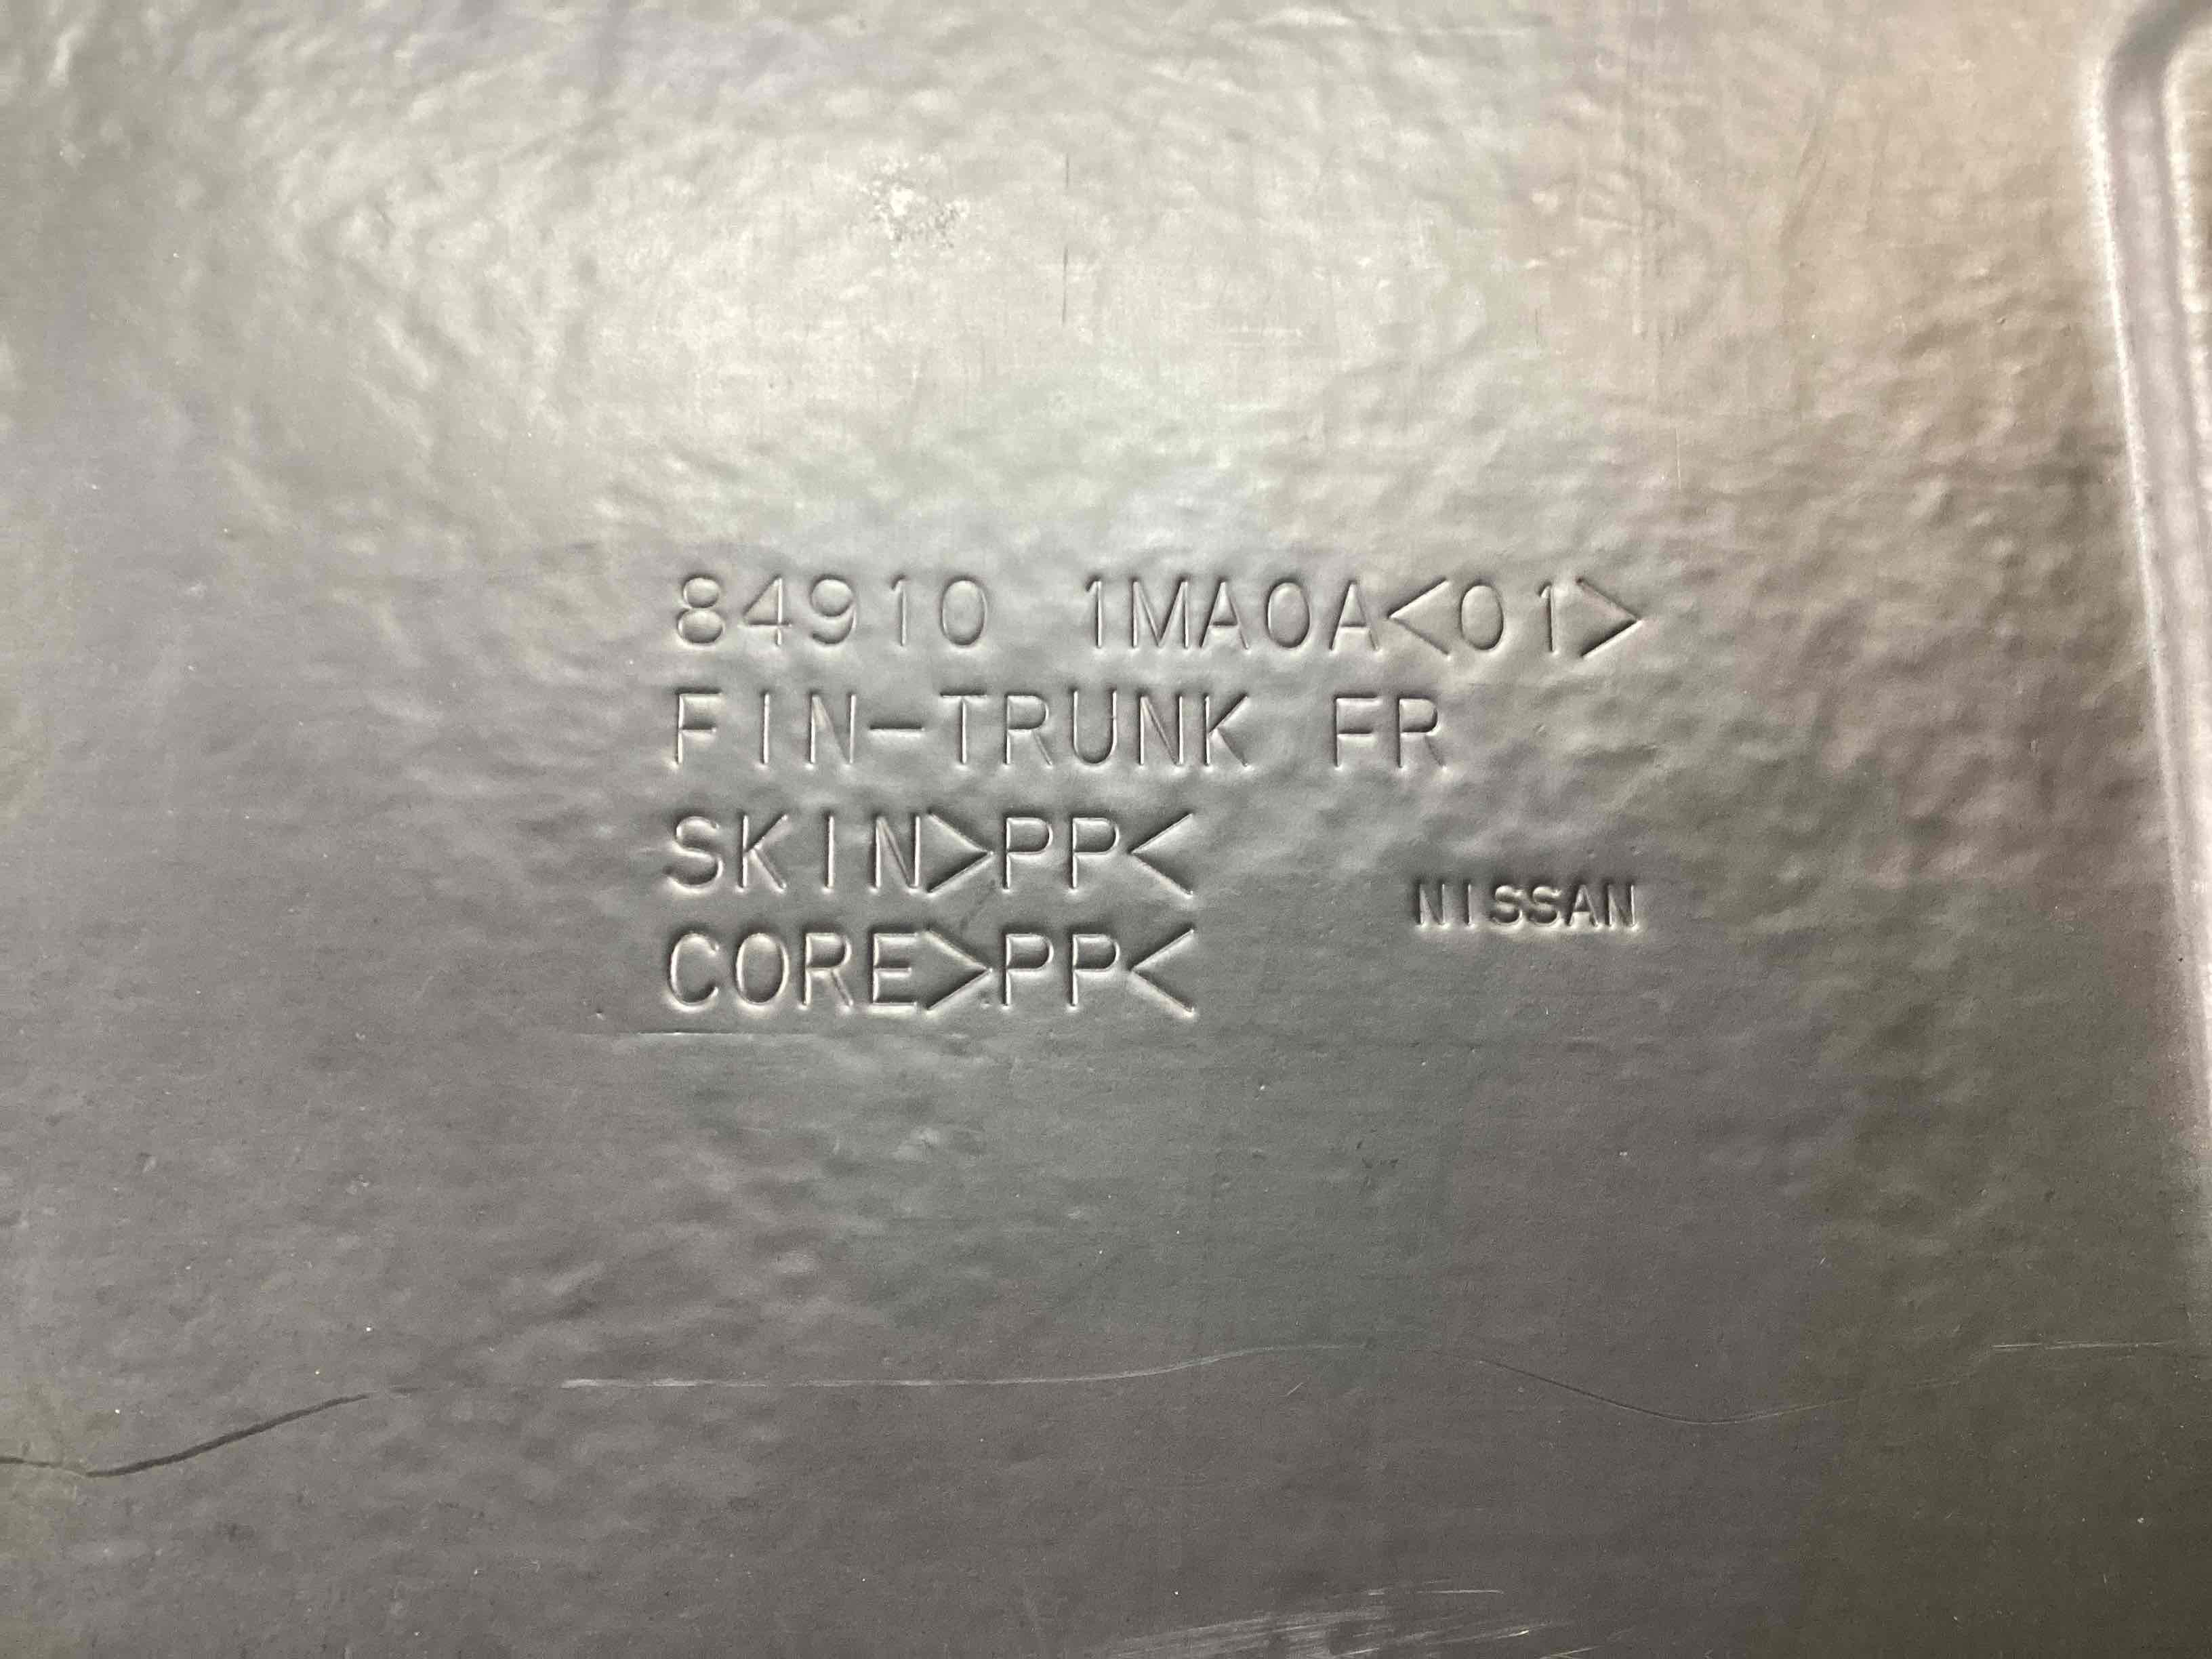 84910 1MA0A<01>
FIN-TRUNK FR
SKIN>PP<
CORE>PP<
NISSAN